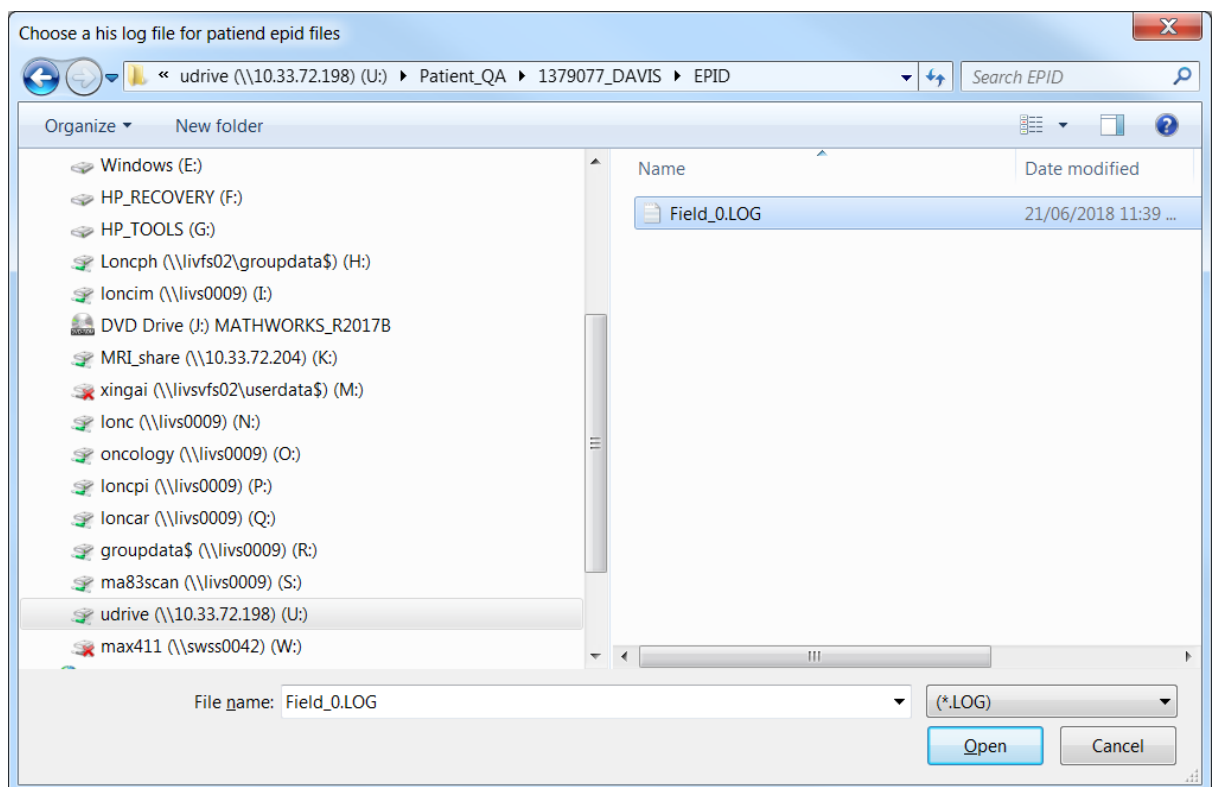 Choose a his log file for patiend epid files
« udrive (\\10.33.72.198) (U:) Patient_QA 1379077_DAVIS EPID Search EPID
Organize New folder
Name Date modified
Field_0.LOG 21/06/2018 11:39 ...
Windows (E:)
HP_RECOVERY (F:)
HP_TOOLS (G:)
Loncph (\\livfs02\groupdata$) (H:)
loncim (\\livs0009) (I:)
DVD Drive (J:) MATHWORKS_R2017B
MRI_share (\\10.33.72.204) (K:)
xingai (\\livsvfs02\userdata$) (M:)
lonc (\\livs0009) (N:)
oncology (\\livs0009) (O:)
loncpi (\\livs0009) (P:)
loncar (\\livs0009) (Q:)
groupdata$ (\\livs0009) (R:)
ma83scan (\\livs0009) (S:)
udrive (\\10.33.72.198) (U:)
max411 (\\swss0042) (W:)
File name: Field_0.LOG (*.LOG)
Open Cancel